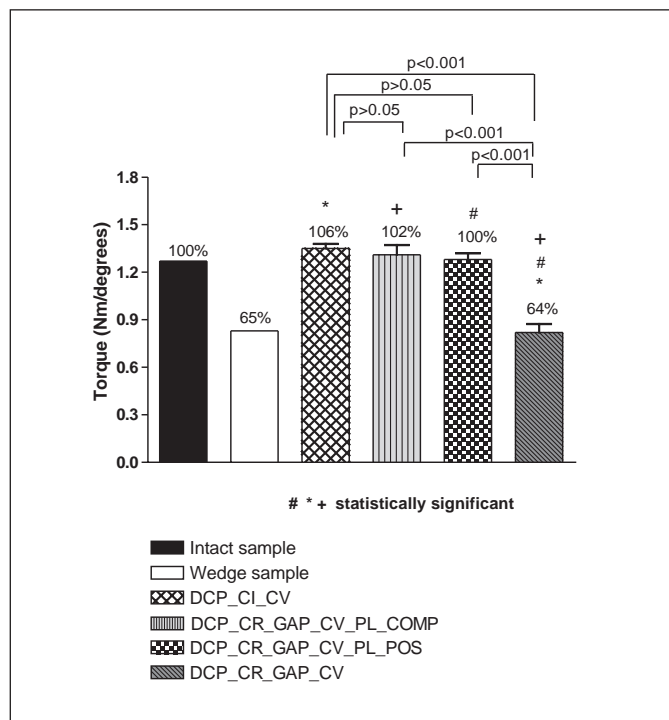 p<0.001
p>0.05
p>0.05
p<0.001
p<0.001
1.8
1.5
1.2
0.9
0.6
0.3
0.0
Torque (Nm/degrees)
100%
65%
*
106%
+
102%
#
100%
+
#
*
64%
# * + statistically significant
Intact sample
Wedge sample
DCP_CI_CV
DCP_CR_GAP_CV_PL_COMP
DCP_CR_GAP_CV_PL_POS
DCP_CR_GAP_CV